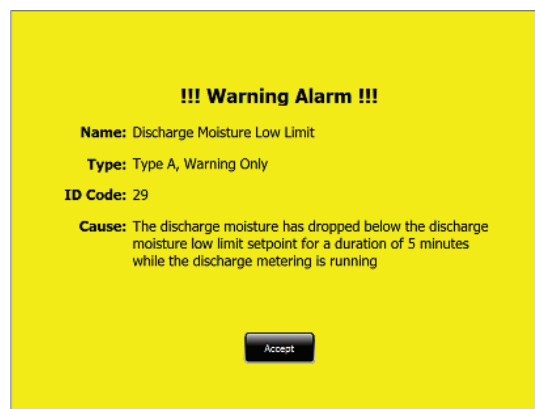 !!! Warning Alarm !!!
Name: Discharge Moisture Low Limit
Type: Type A, Warning Only
ID Code: 29
Cause: The discharge moisture has dropped below the discharge
moisture low limit setpoint for a duration of 5 minutes
while the discharge metering is running
Accept